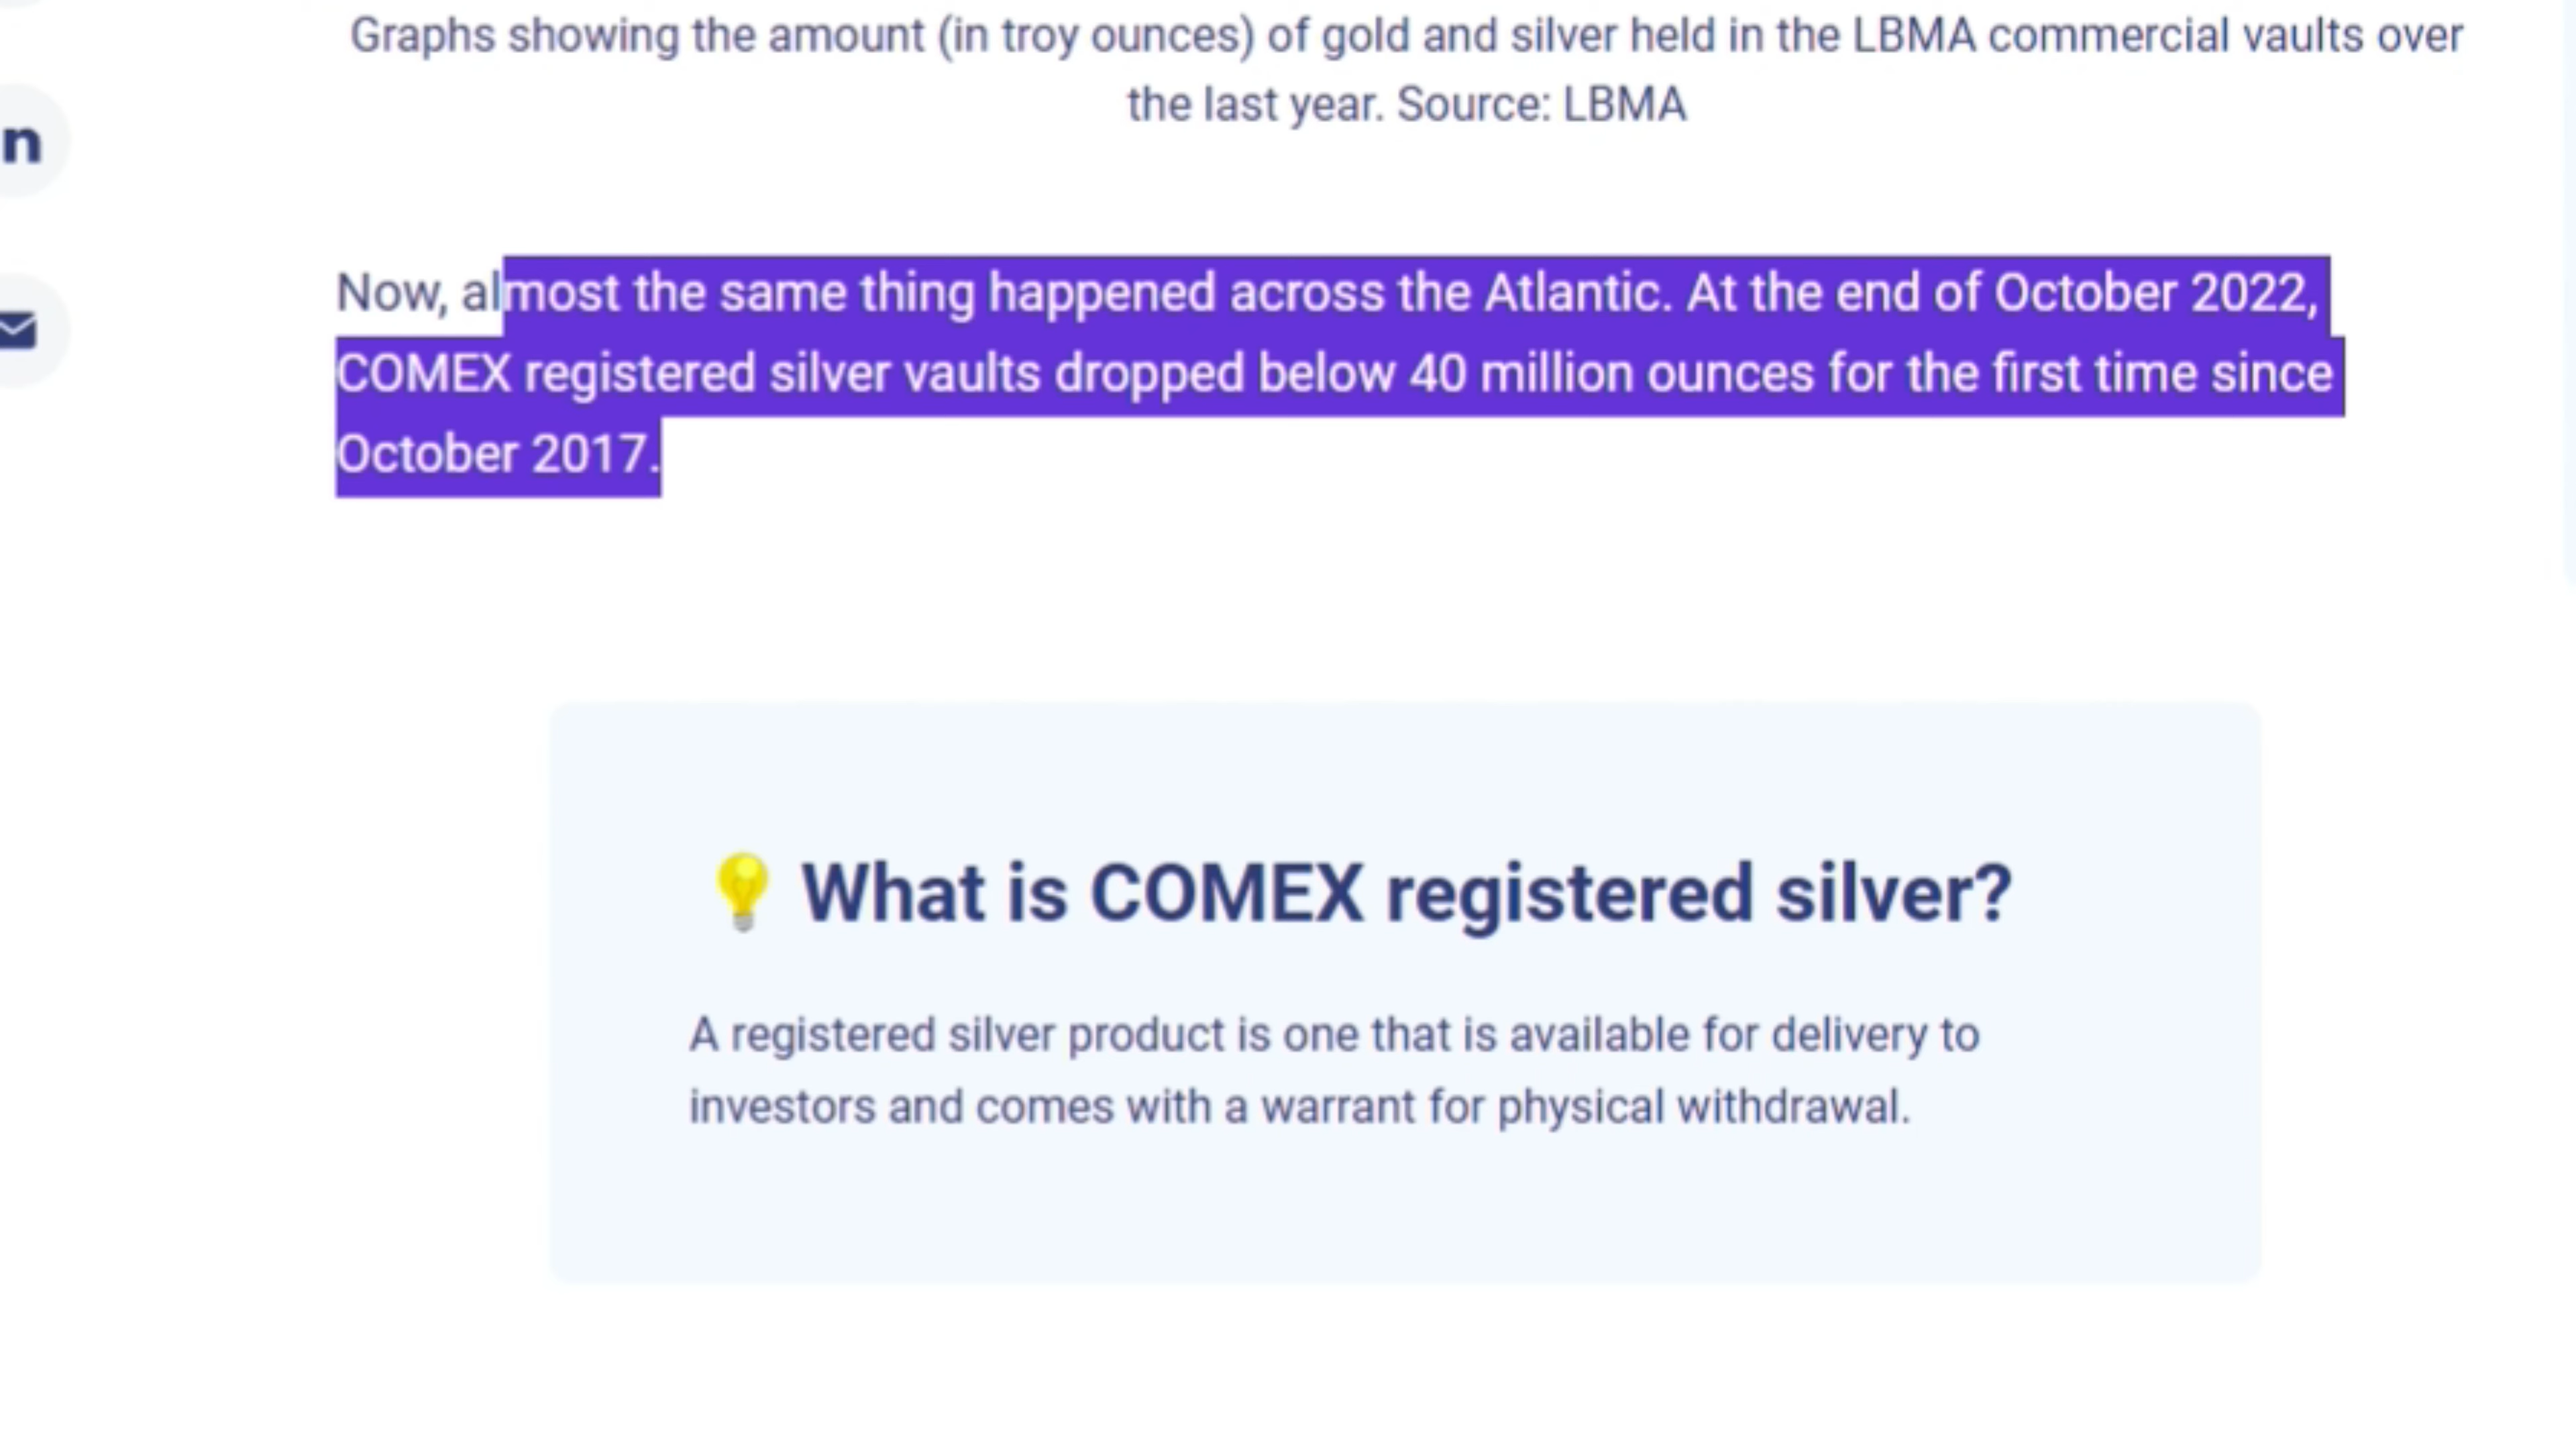 Graphs showing the amount (in troy ounces) of gold and silver held in the LBMA commercial vaults over
the last year. Source: LBMA
n
Now, almost the same thing happened across the Atlantic. At the end of October 2022,
COMEX registered silver vaults dropped below 40 million ounces for the first time since
October 2017.
💡 What is COMEX registered silver?
A registered silver product is one that is available for delivery to
investors and comes with a warrant for physical withdrawal.